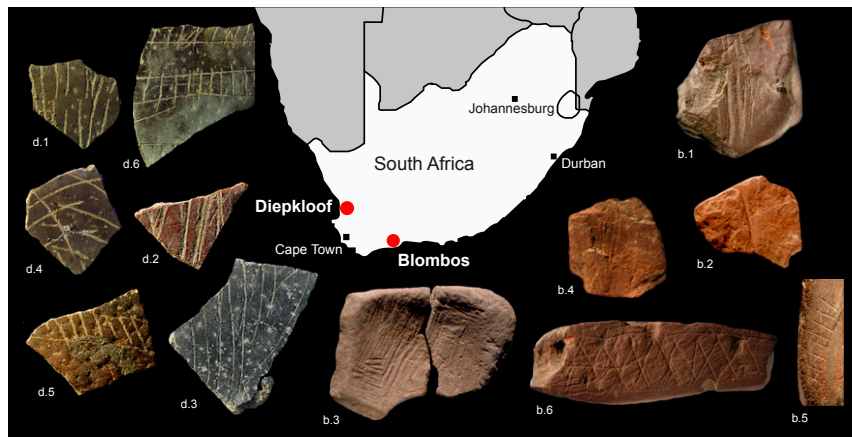 d.1
d.6
Johannesburg
b.1
South Africa
Durban
d.4
d.2
Diepkloof
Cape Town
Blombos
b.4
b.2
d.5
d.3
b.3
b.6
b.5